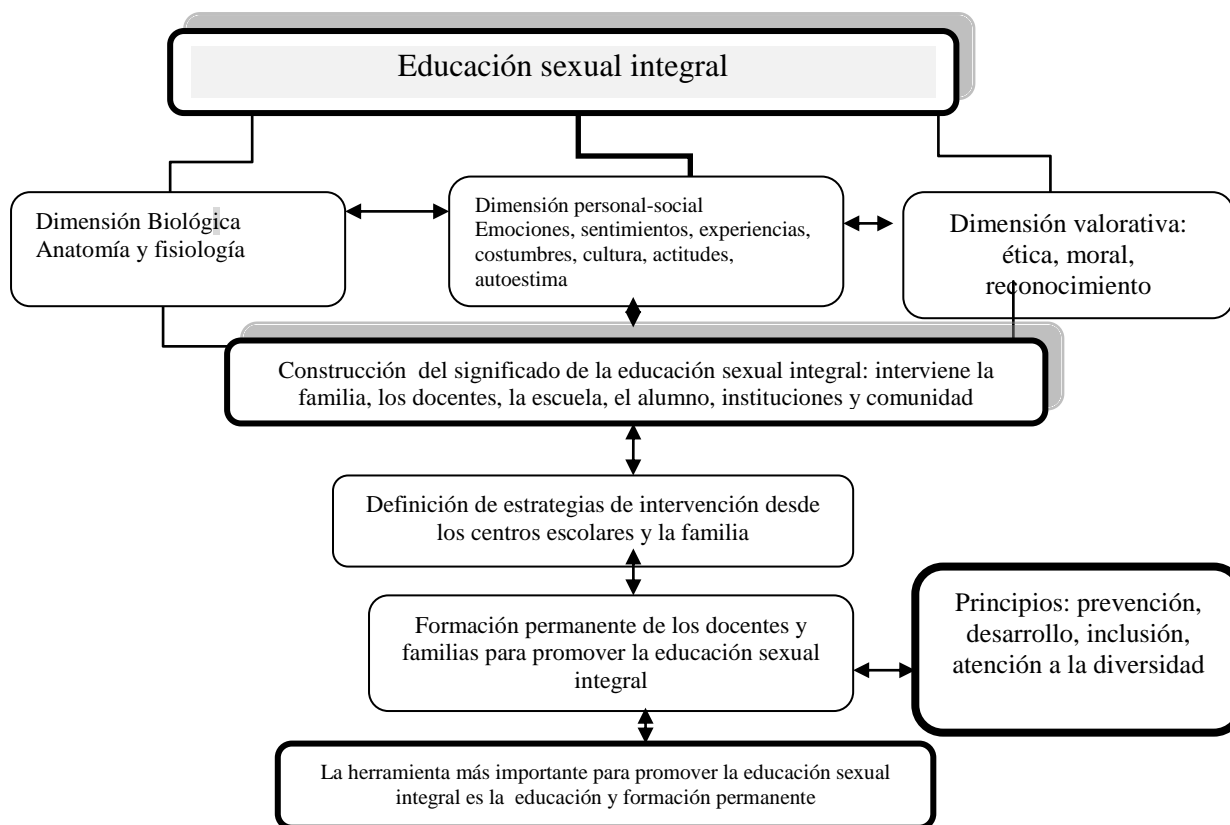 Educación sexual integral
Dimensión Biológica
Anatomía y fisiología
Dimensión personal-social
Emociones, sentimientos, experiencias,
costumbres, cultura, actitudes,
autoestima
Dimensión valorativa:
ética, moral,
reconocimiento
Construcción del significado de la educación sexual integral: interviene la
familia, los docentes, la escuela, el alumno, instituciones y comunidad
Definición de estrategias de intervención desde
los centros escolares y la familia
Formación permanente de los docentes y
familias para promover la educación sexual
integral
Principios: prevención,
desarrollo, inclusión,
atención a la diversidad
La herramienta más importante para promover la educación sexual
integral es la educación y formación permanente